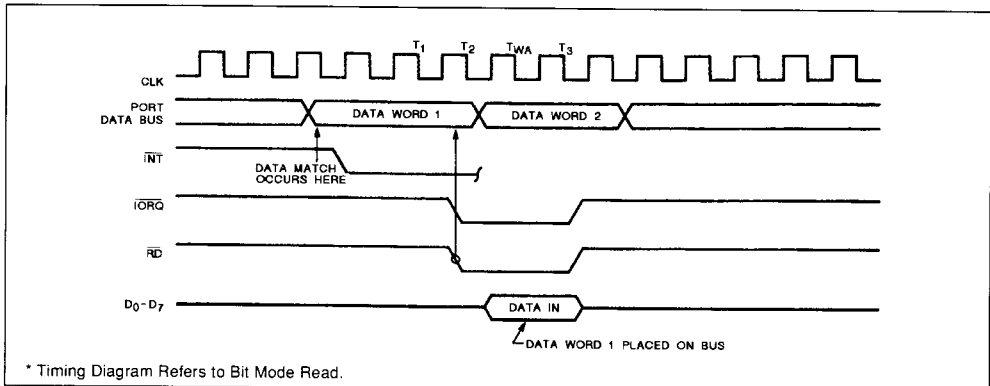 T1 T2 TWA T3
CLK
PORT
DATA BUS
DATA WORD 1 DATA WORD 2
INT
DATA MATCH
OCCURS HERE
IORQ
RD
D0-D7
DATA IN
DATA WORD 1 PLACED ON BUS
* Timing Diagram Refers to Bit Mode Read.